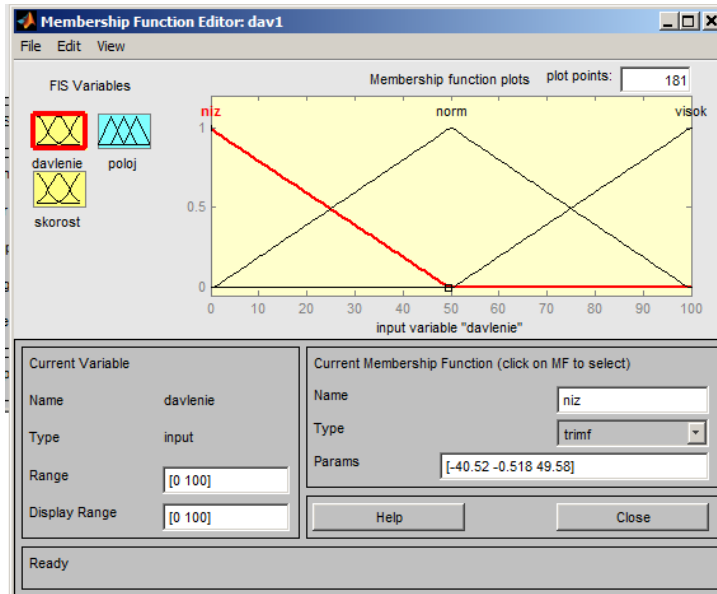 Membership Function Editor: dav1
File Edit View
FIS Variables
davlenie poloj
skorost
Membership function plots plot points: 181
niz norm visok
1
0.5
0
0 10 20 30 40 50 60 70 80 90 100
input variable "davlenie"
Current Variable
Name davlenie
Type input
Range [0 100]
Display Range [0 100]
Current Membership Function (click on MF to select)
Name niz
Type trimf
Params [-40.52 -0.518 49.58]
Help Close
Ready